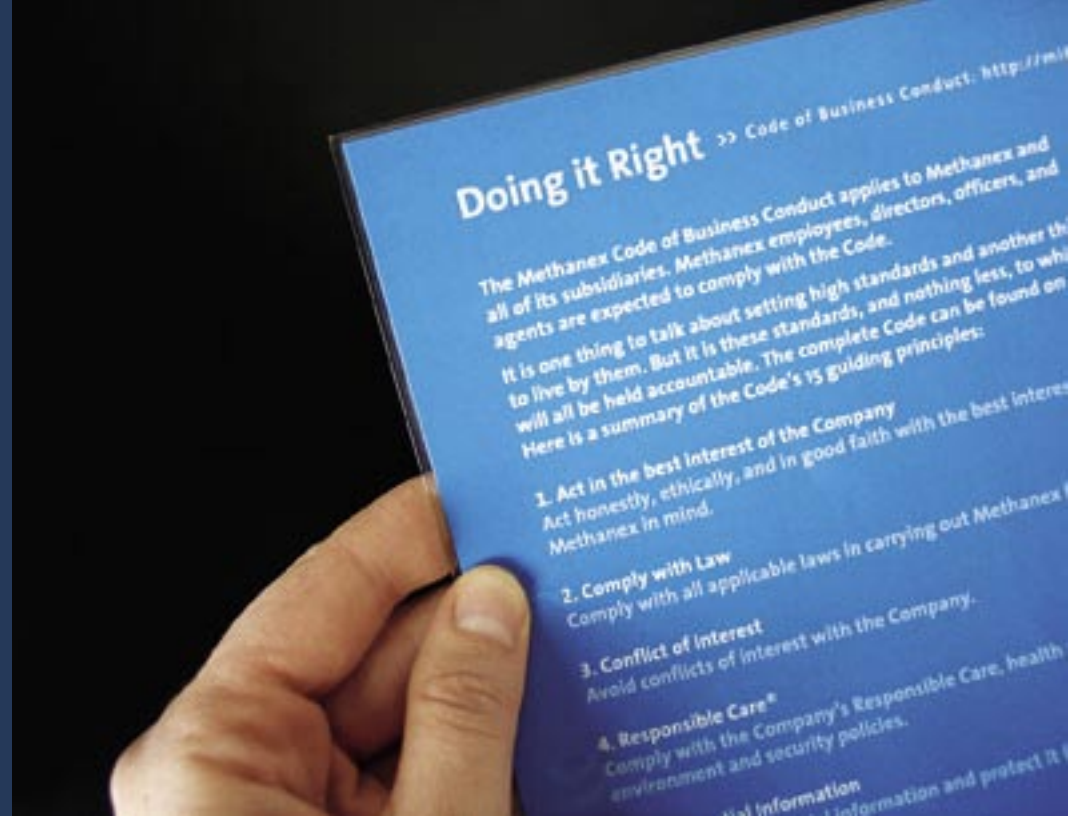 Doing it Right >> Code of Business Conduct: http://mi
The Methanex Code of Business Conduct applies to Methanex and
all of its subsidiaries. Methanex employees, directors, officers, and
agents are expected to comply with the Code.
It is one thing to talk about setting high standards and another
to live by them. But it is these standards, and nothing less, to
will all be held accountable. The complete Code can be found on
Here is a summary of the Code's 15 guiding principles:
1. Act in the best interest of the Company
Act honestly, ethically, and in good faith with the best
Methanex in mind.
2. Comply with Law
Comply with all applicable laws in carrying out Methanex
3. Conflict of Interest
Avoid conflicts of interest with the Company.
4. Responsible Care®
Comply with the Company's Responsible Care, health
environment and security policies.
Information
information and protect it